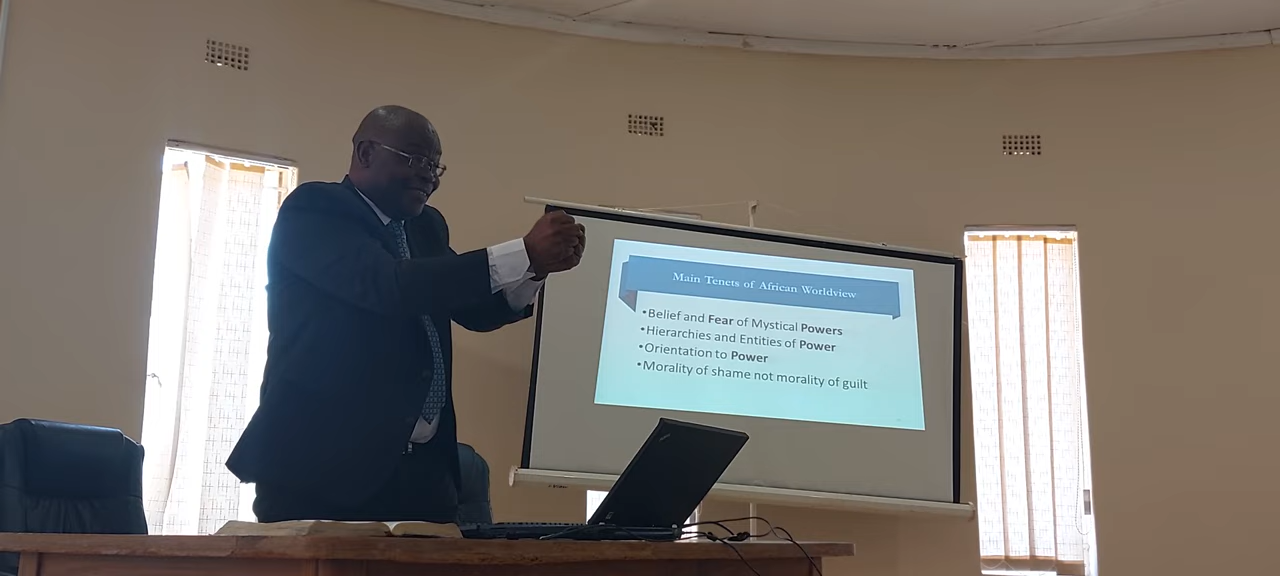 Main Tenets of African Worldview
•Belief and Fear of Mystical Powers
•Hierarchies and Entities of Power
•Orientation to Power
•Morality of shame not morality of guilt